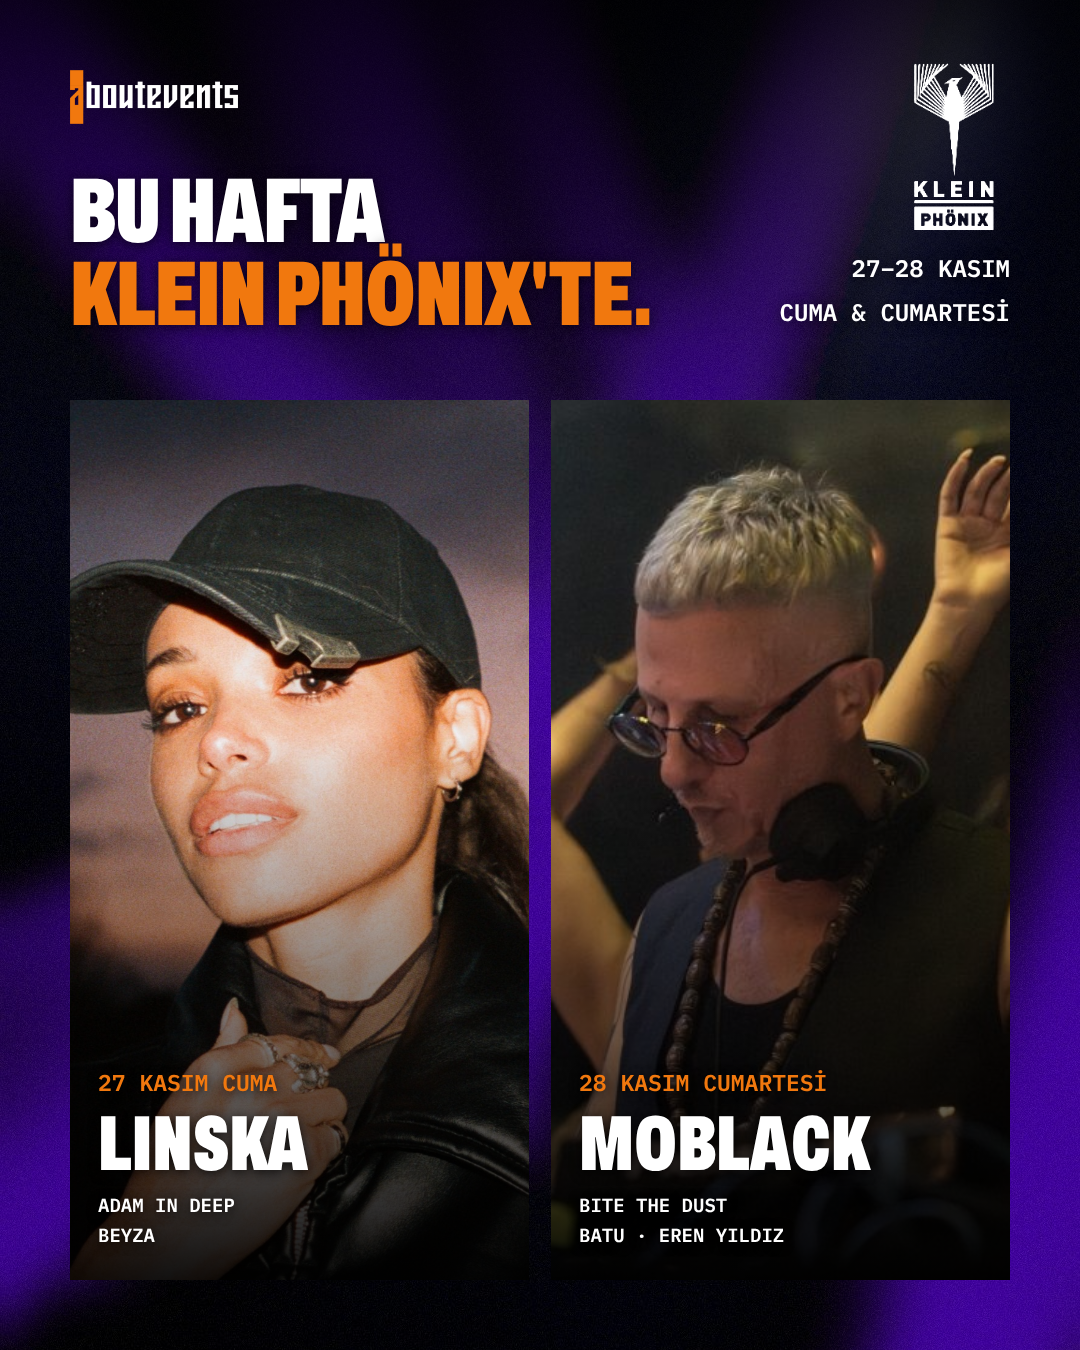 aboutevents
KLEIN
PHÖNIX
BU HAFTA
KLEIN PHÖNIX'TE.
27–28 KASIM
CUMA & CUMARTESİ
27 KASIM CUMA
LINSKA
ADAM IN DEEP
BEYZA
28 KASIM CUMARTESİ
MOBLACK
BITE THE DUST
BATU · EREN YILDIZ